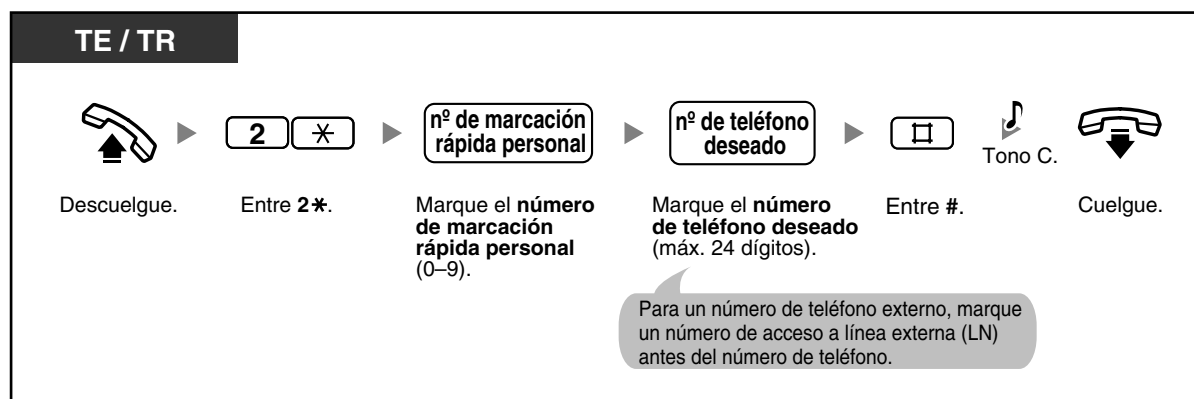 TE / TR
2 *
nº de marcación
rápida personal
nº de teléfono
deseado
#
Tono C.
Descuelgue.
Entre 2*.
Marque el número
de marcación
rápida personal
(0–9).
Marque el número
de teléfono deseado
(máx. 24 dígitos).
Entre #.
Cuelgue.
Para un número de teléfono externo, marque
un número de acceso a línea externa (LN)
antes del número de teléfono.